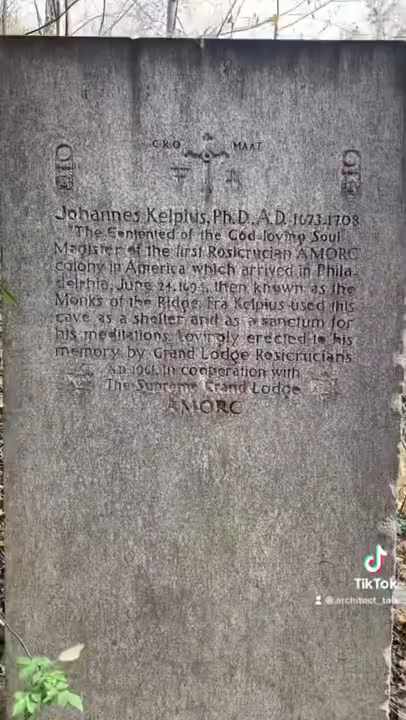 CRO MAAT
Johannes Kelpius, Ph.D. A.D. 1673-1708
"The Contented of the God-loving Soul"
Magister of the first Rosicrucian AMORC
colony in America which arrived in Phila-
delphia, June 24, 1694, then known as the
Monks of the Ridge. Fra Kelpius used this
cave as a shelter and as a sanctum for
his meditations. Lovingly erected to his
memory by Grand Lodge Rosicrucians
A.D. 1961, in cooperation with
The Supreme Grand Lodge
AMORC
TikTok
@architect_talk